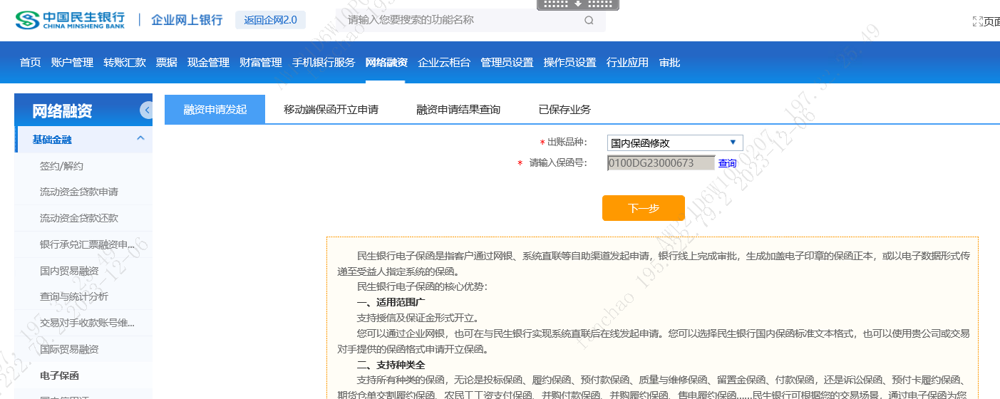 中国民生银行
CHINA MINSHENG BANK
企业网上银行
返回企网2.0
请输入您要搜索的功能名称
页面
首页 账户管理 转账汇款 票据 现金管理 财富管理 手机银行服务 网络融资 企业云柜台 管理员设置 操作员设置 行业应用 审批
网络融资
融资申请发起 移动端保函开立申请 融资申请结果查询 已保存业务
基础金融
签约/解约
流动资金贷款申请
流动资金贷款还款
银行承兑汇票融资申...
国内贸易融资
查询与统计分析
交易对手收款账号维...
国际贸易融资
电子保函
* 出账品种： 国内保函修改
* 请输入保函号： 0100DG23000673 查询
下一步
民生银行电子保函是指客户通过网银、系统直联等自助渠道发起申请，银行线上完成审批，生成加盖电子印章的保函正本，或以电子数据形式传
递至受益人指定系统的保函。
民生银行电子保函的核心优势：
一、适用范围广
支持授信及保证金形式开立。
您可以通过企业网银，也可在与民生银行实现系统直联后在线发起申请。您可以选择民生银行国内保函标准文本格式，也可以使用贵公司或交易
对手提供的保函格式申请开立保函。
二、支持种类全
支持所有种类的保函，无论是投标保函、履约保函、预付款保函、质量与维修保函、留置金保函、付款保函，还是诉讼保函、预付卡履约保函、
期货仓单交割履约保函、农民工工资支付保函、并购付款保函、并购履约保函、售电履约保函......民生银行可根据您的交易场景，通过电子保函为您